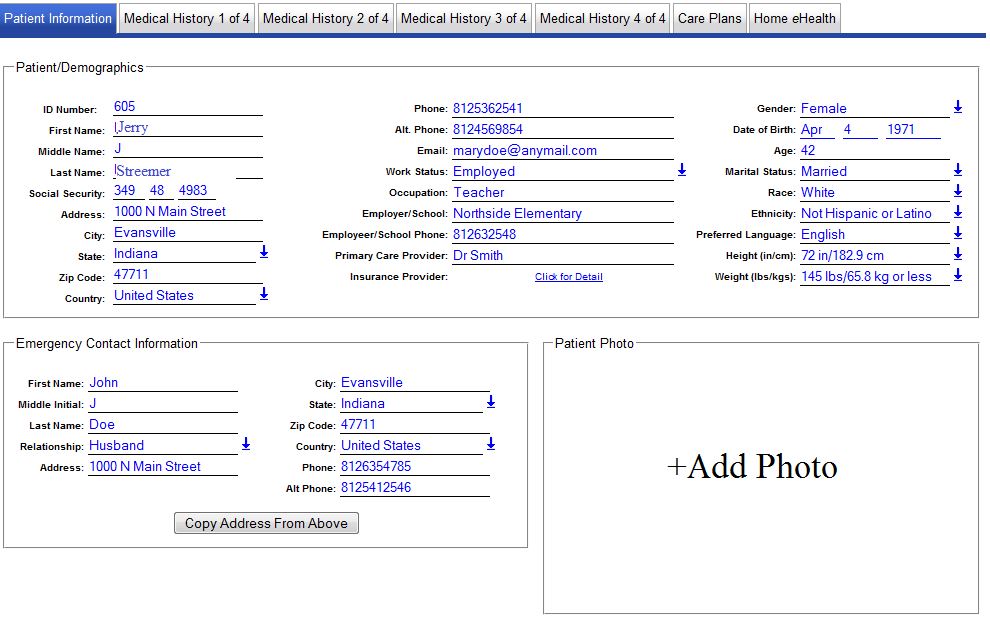 Patient Information Medical History 1 of 4 Medical History 2 of 4 Medical History 3 of 4 Medical History 4 of 4 Care Plans Home eHealth
Patient/Demographics
ID Number: 605 Phone: 8125362541 Gender: Female
First Name: Jerry Alt. Phone: 8124569854 Date of Birth: Apr 4 1971
Middle Name: J Email: marydoe@anymail.com Age: 42
Last Name: Streemer Work Status: Employed Marital Status: Married
Social Security: 349 48 4983 Occupation: Teacher Race: White
Address: 1000 N Main Street Employer/School: Northside Elementary Ethnicity: Not Hispanic or Latino
City: Evansville Employeer/School Phone: 812632548 Preferred Language: English
State: Indiana Primary Care Provider: Dr Smith Height (in/cm): 72 in/182.9 cm
Zip Code: 47711 Insurance Provider: Click for Detail Weight (lbs/kgs): 145 lbs/65.8 kg or less
Country: United States
Emergency Contact Information Patient Photo
First Name: John City: Evansville
Middle Initial: J State: Indiana
Last Name: Doe Zip Code: 47711
Relationship: Husband Country: United States
Address: 1000 N Main Street Phone: 8126354785
+Add Photo
Alt Phone: 8125412546
Copy Address From Above